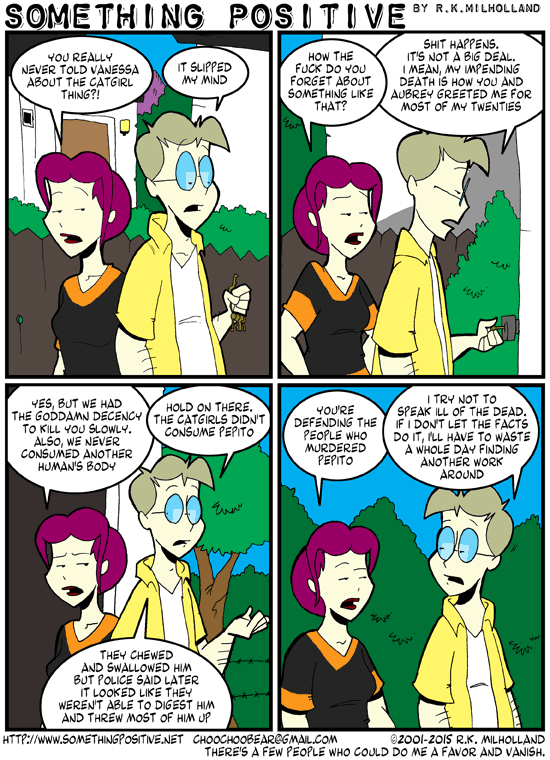 SOMETHING POSITIVE BY R.K.MILHOLLAND
YOU REALLY
NEVER TOLD VANESSA
ABOUT THE CATGIRL
THING?!
IT SLIPPED
MY MIND
HOW THE
FUCK DO YOU
FORGET ABOUT
SOMETHING LIKE
THAT?
SHIT HAPPENS.
IT'S NOT A BIG DEAL.
I MEAN, MY IMPENDING
DEATH IS HOW YOU AND
AUBREY GREETED ME FOR
MOST OF MY TWENTIES
YES, BUT WE HAD
THE GODDAMN DECENCY
TO KILL YOU SLOWLY.
ALSO, WE NEVER
CONSUMED ANOTHER
HUMAN'S BODY
HOLD ON THERE.
THE CATGIRLS DIDN'T
CONSUME PEPITO
THEY CHEWED
AND SWALLOWED HIM
BUT POLICE SAID LATER
IT LOOKED LIKE THEY
WEREN'T ABLE TO DIGEST HIM
AND THREW MOST OF HIM UP
YOU'RE
DEFENDING THE
PEOPLE WHO
MURDERED
PEPITO
I TRY NOT TO
SPEAK ILL OF THE DEAD.
IF I DON'T LET THE FACTS
DO IT, I'LL HAVE TO WASTE
A WHOLE DAY FINDING
ANOTHER WORK
AROUND
HTTP://WWW.SOMETHINGPOSITIVE.NET CHOOCHOOBEAR@GMAIL.COM ©2001-2015 R.K. MILHOLLAND
THERE'S A FEW PEOPLE WHO COULD DO ME A FAVOR AND VANISH.